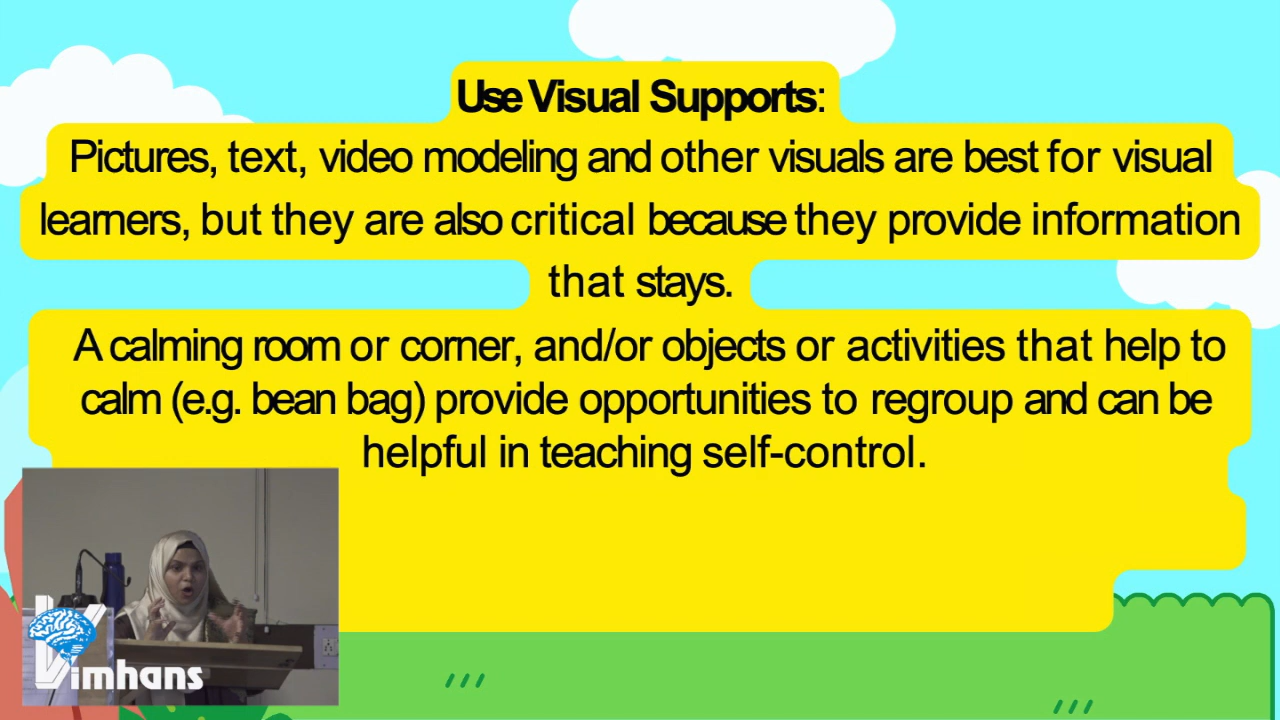 Use Visual Supports:
Pictures, text, video modeling and other visuals are best for visual
learners, but they are also critical because they provide information
that stays.
A calming room or corner, and/or objects or activities that help to
calm (e.g. bean bag) provide opportunities to regroup and can be
helpful in teaching self-control.
Vimhans